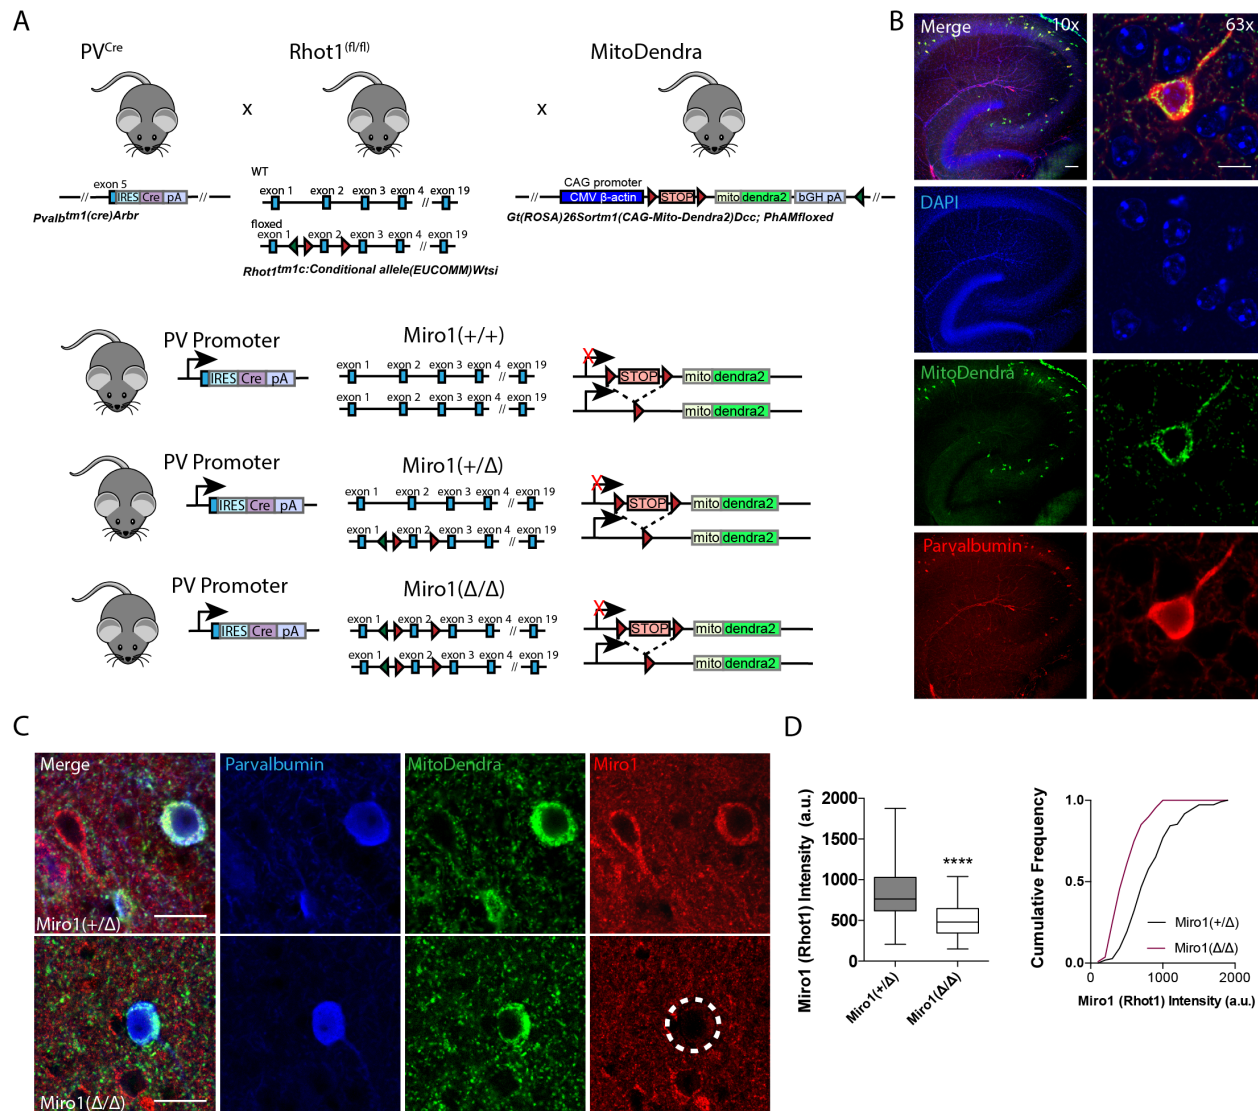 A
PV^Cre
Rhot1^(fl/fl)
MitoDendra
x
x
WT
exon 5
// IRES Cre pA //
Pvalb^tm1(cre)Arbr
exon 1 exon 2 exon 3 exon 4 exon 19
//
floxed
exon 1 exon 2 exon 3 exon 4 exon 19
//
Rhot1^tm1c:Conditional allele(EUCOMM)Wtsi
CAG promoter
// CMV β-actin STOP mito dendra2 bGH pA //
Gt(ROSA)26Sortm1(CAG-Mito-Dendra2)Dcc; PhAMfloxed
PV Promoter
IRES Cre pA
Miro1(+/+)
exon 1 exon 2 exon 3 exon 4 exon 19
//
exon 1 exon 2 exon 3 exon 4 exon 19
//
X
STOP mito dendra2
mito dendra2
PV Promoter
IRES Cre pA
Miro1(+/Δ)
exon 1 exon 2 exon 3 exon 4 exon 19
//
exon 1 exon 2 exon 3 exon 4 exon 19
//
X
STOP mito dendra2
mito dendra2
PV Promoter
IRES Cre pA
Miro1(Δ/Δ)
exon 1 exon 2 exon 3 exon 4 exon 19
//
exon 1 exon 2 exon 3 exon 4 exon 19
//
X
STOP mito dendra2
mito dendra2
B
Merge 10x 63x
DAPI
MitoDendra
Parvalbumin
C
Merge Parvalbumin MitoDendra Miro1
Miro1(+/Δ)
Miro1(Δ/Δ)
D
Miro1 (Rhot1) Intensity (a.u.)
2000
1500
1000
500
0
****
Miro1(+/Δ)
Miro1(Δ/Δ)
Cumulative Frequency
1.0
0.5
0.0
Miro1(+/Δ)
Miro1(Δ/Δ)
0 1000 2000
Miro1 (Rhot1) Intensity (a.u.)